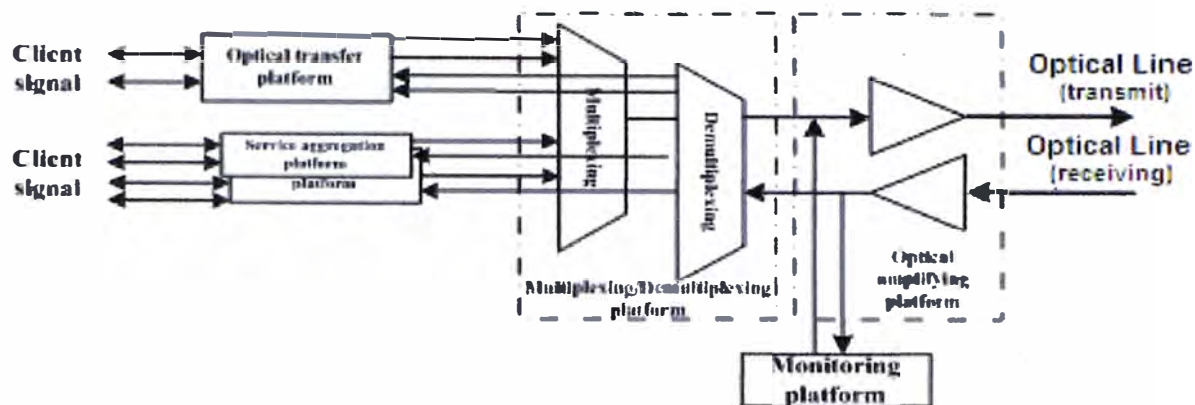 Client
signal
Optical transfer
platform
Client
signal
Service aggregation
platform
platform
Multiplexing
Demultiplexing
Multiplexing/Demultiplexing
platform
Optical
amplifying
platform
Monitoring
platform
Optical Line
(transmit)
Optical Line
(receiving)